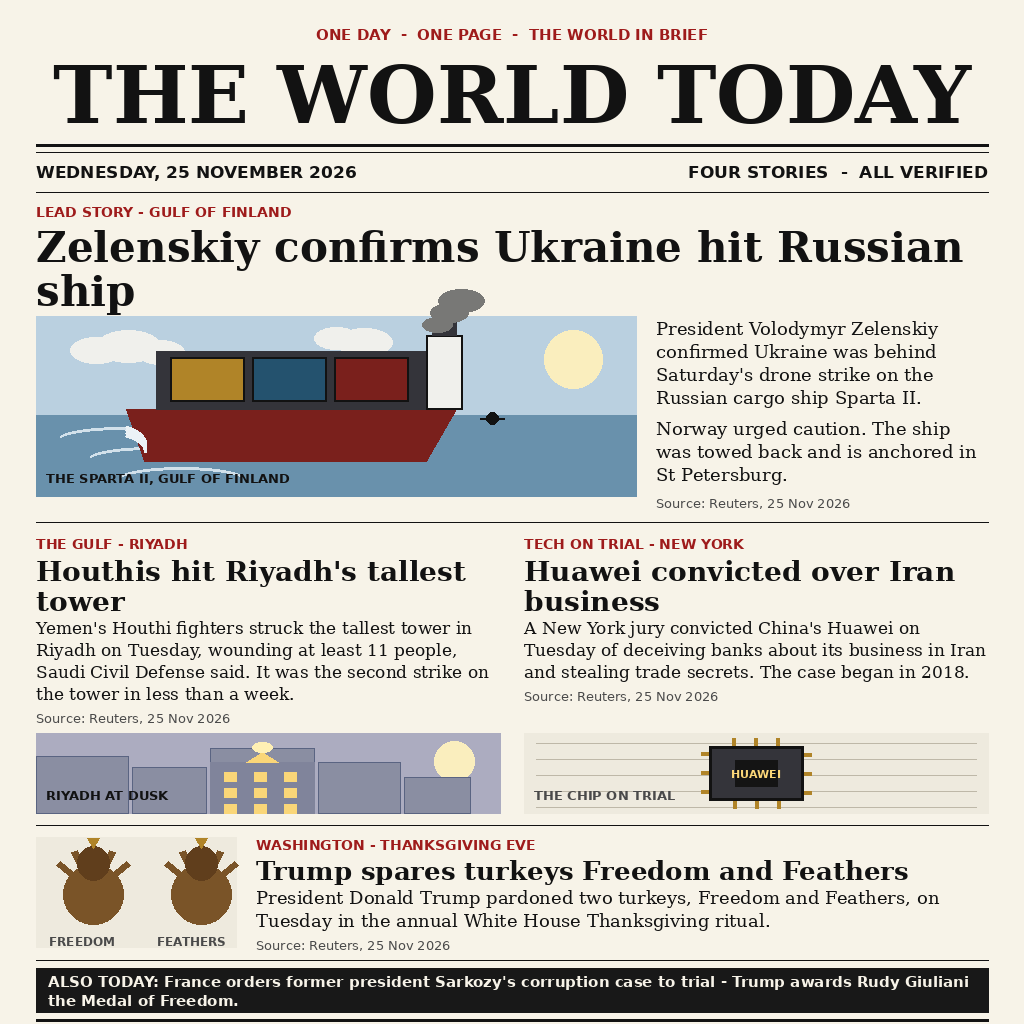 ONE DAY - ONE PAGE - THE WORLD IN BRIEF
THE WORLD TODAY
WEDNESDAY, 25 NOVEMBER 2026
FOUR STORIES - ALL VERIFIED
LEAD STORY - GULF OF FINLAND
Zelenskiy confirms Ukraine hit Russian
ship
THE SPARTA II, GULF OF FINLAND
President Volodymyr Zelenskiy
confirmed Ukraine was behind
Saturday's drone strike on the
Russian cargo ship Sparta II.
Norway urged caution. The ship
was towed back and is anchored in
St Petersburg.
Source: Reuters, 25 Nov 2026
THE GULF - RIYADH
Houthis hit Riyadh's tallest
tower
Yemen's Houthi fighters struck the tallest tower in
Riyadh on Tuesday, wounding at least 11 people,
Saudi Civil Defense said. It was the second strike on
the tower in less than a week.
Source: Reuters, 25 Nov 2026
RIYADH AT DUSK
TECH ON TRIAL - NEW YORK
Huawei convicted over Iran
business
A New York jury convicted China's Huawei on
Tuesday of deceiving banks about its business in Iran
and stealing trade secrets. The case began in 2018.
Source: Reuters, 25 Nov 2026
HUAWEI
THE CHIP ON TRIAL
FREEDOM
FEATHERS
WASHINGTON - THANKSGIVING EVE
Trump spares turkeys Freedom and Feathers
President Donald Trump pardoned two turkeys, Freedom and Feathers, on
Tuesday in the annual White House Thanksgiving ritual.
Source: Reuters, 25 Nov 2026
ALSO TODAY: France orders former president Sarkozy's corruption case to trial - Trump awards Rudy Giuliani
the Medal of Freedom.